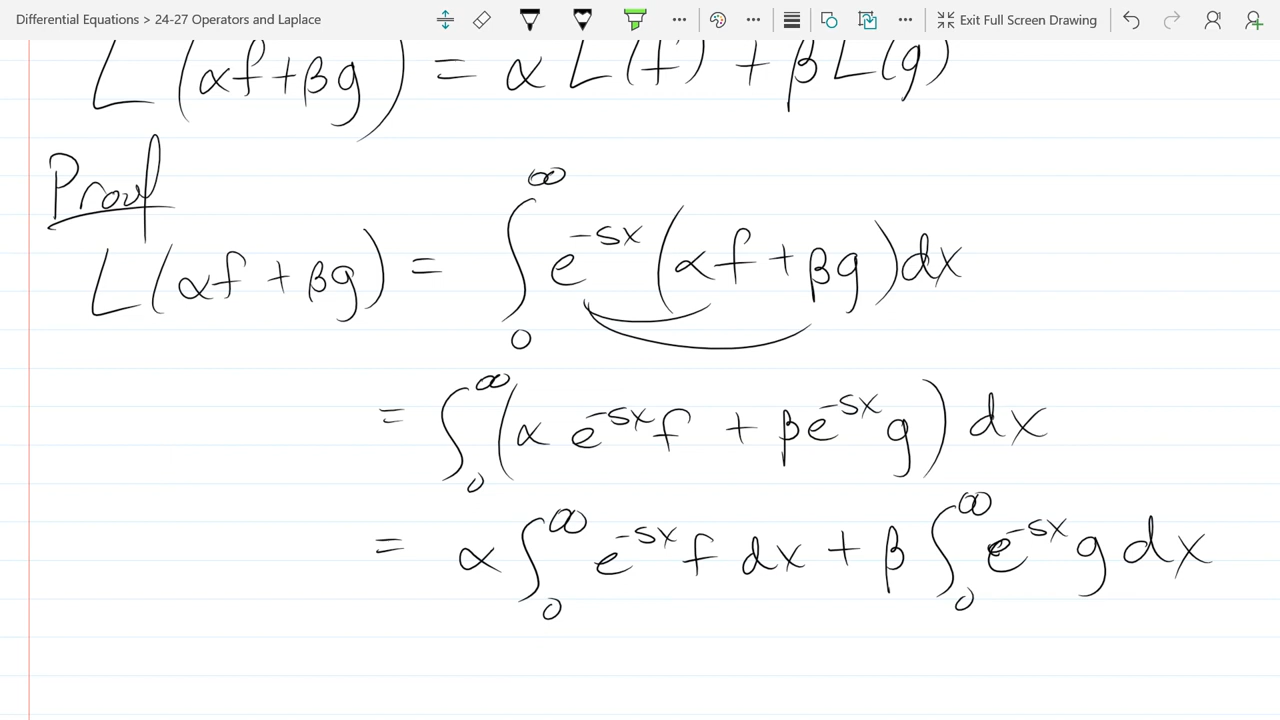 Differential Equations > 24-27 Operators and Laplace ... ... ... Exit Full Screen Drawing
L(αf+βg) = αL(f) + βL(g)
Proof
L(αf + βg) = ∫₀^∞ e^{-sx} (αf + βg) dx
= ∫₀^∞ (α e^{-sx} f + β e^{-sx} g) dx
= α ∫₀^∞ e^{-sx} f dx + β ∫₀^∞ e^{-sx} g dx